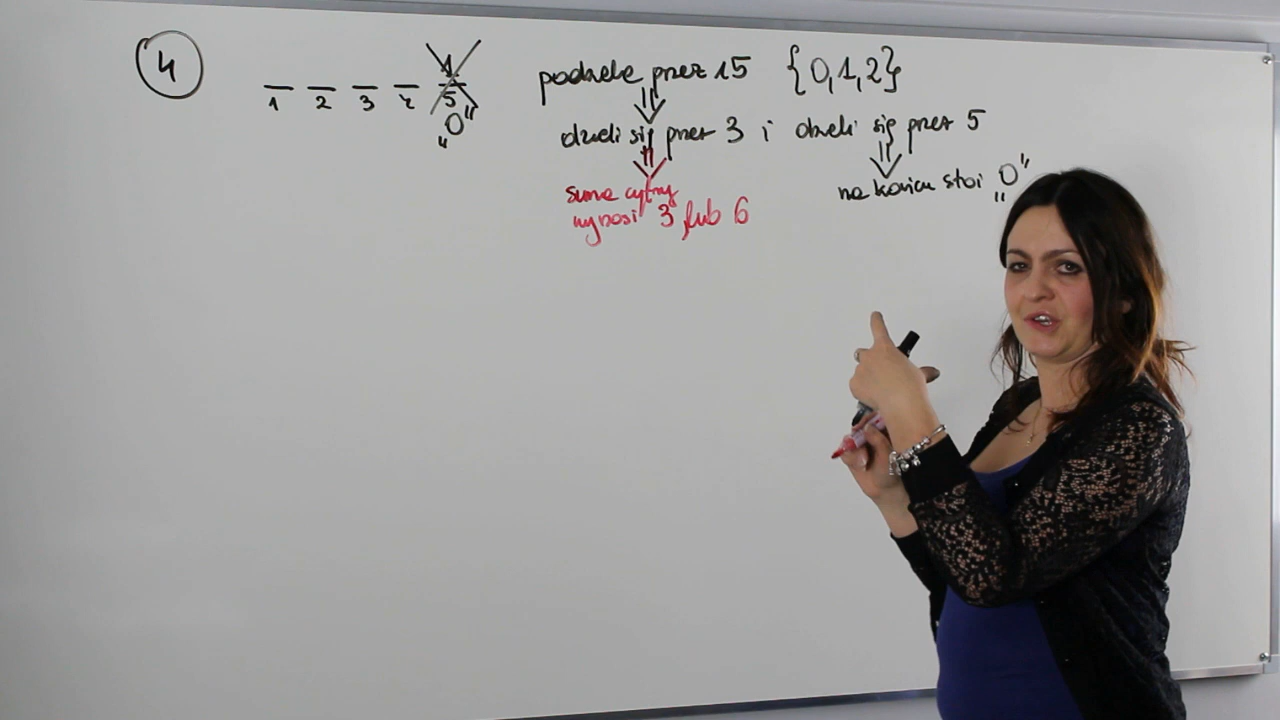 4
1 2 3 4 5
1
„0"
podzielne przez 15 {0,1,2}
dzieli się przez 3 i dzieli się przez 5
suma cyfry
wynosi 3 lub 6
na końcu stoi „0"